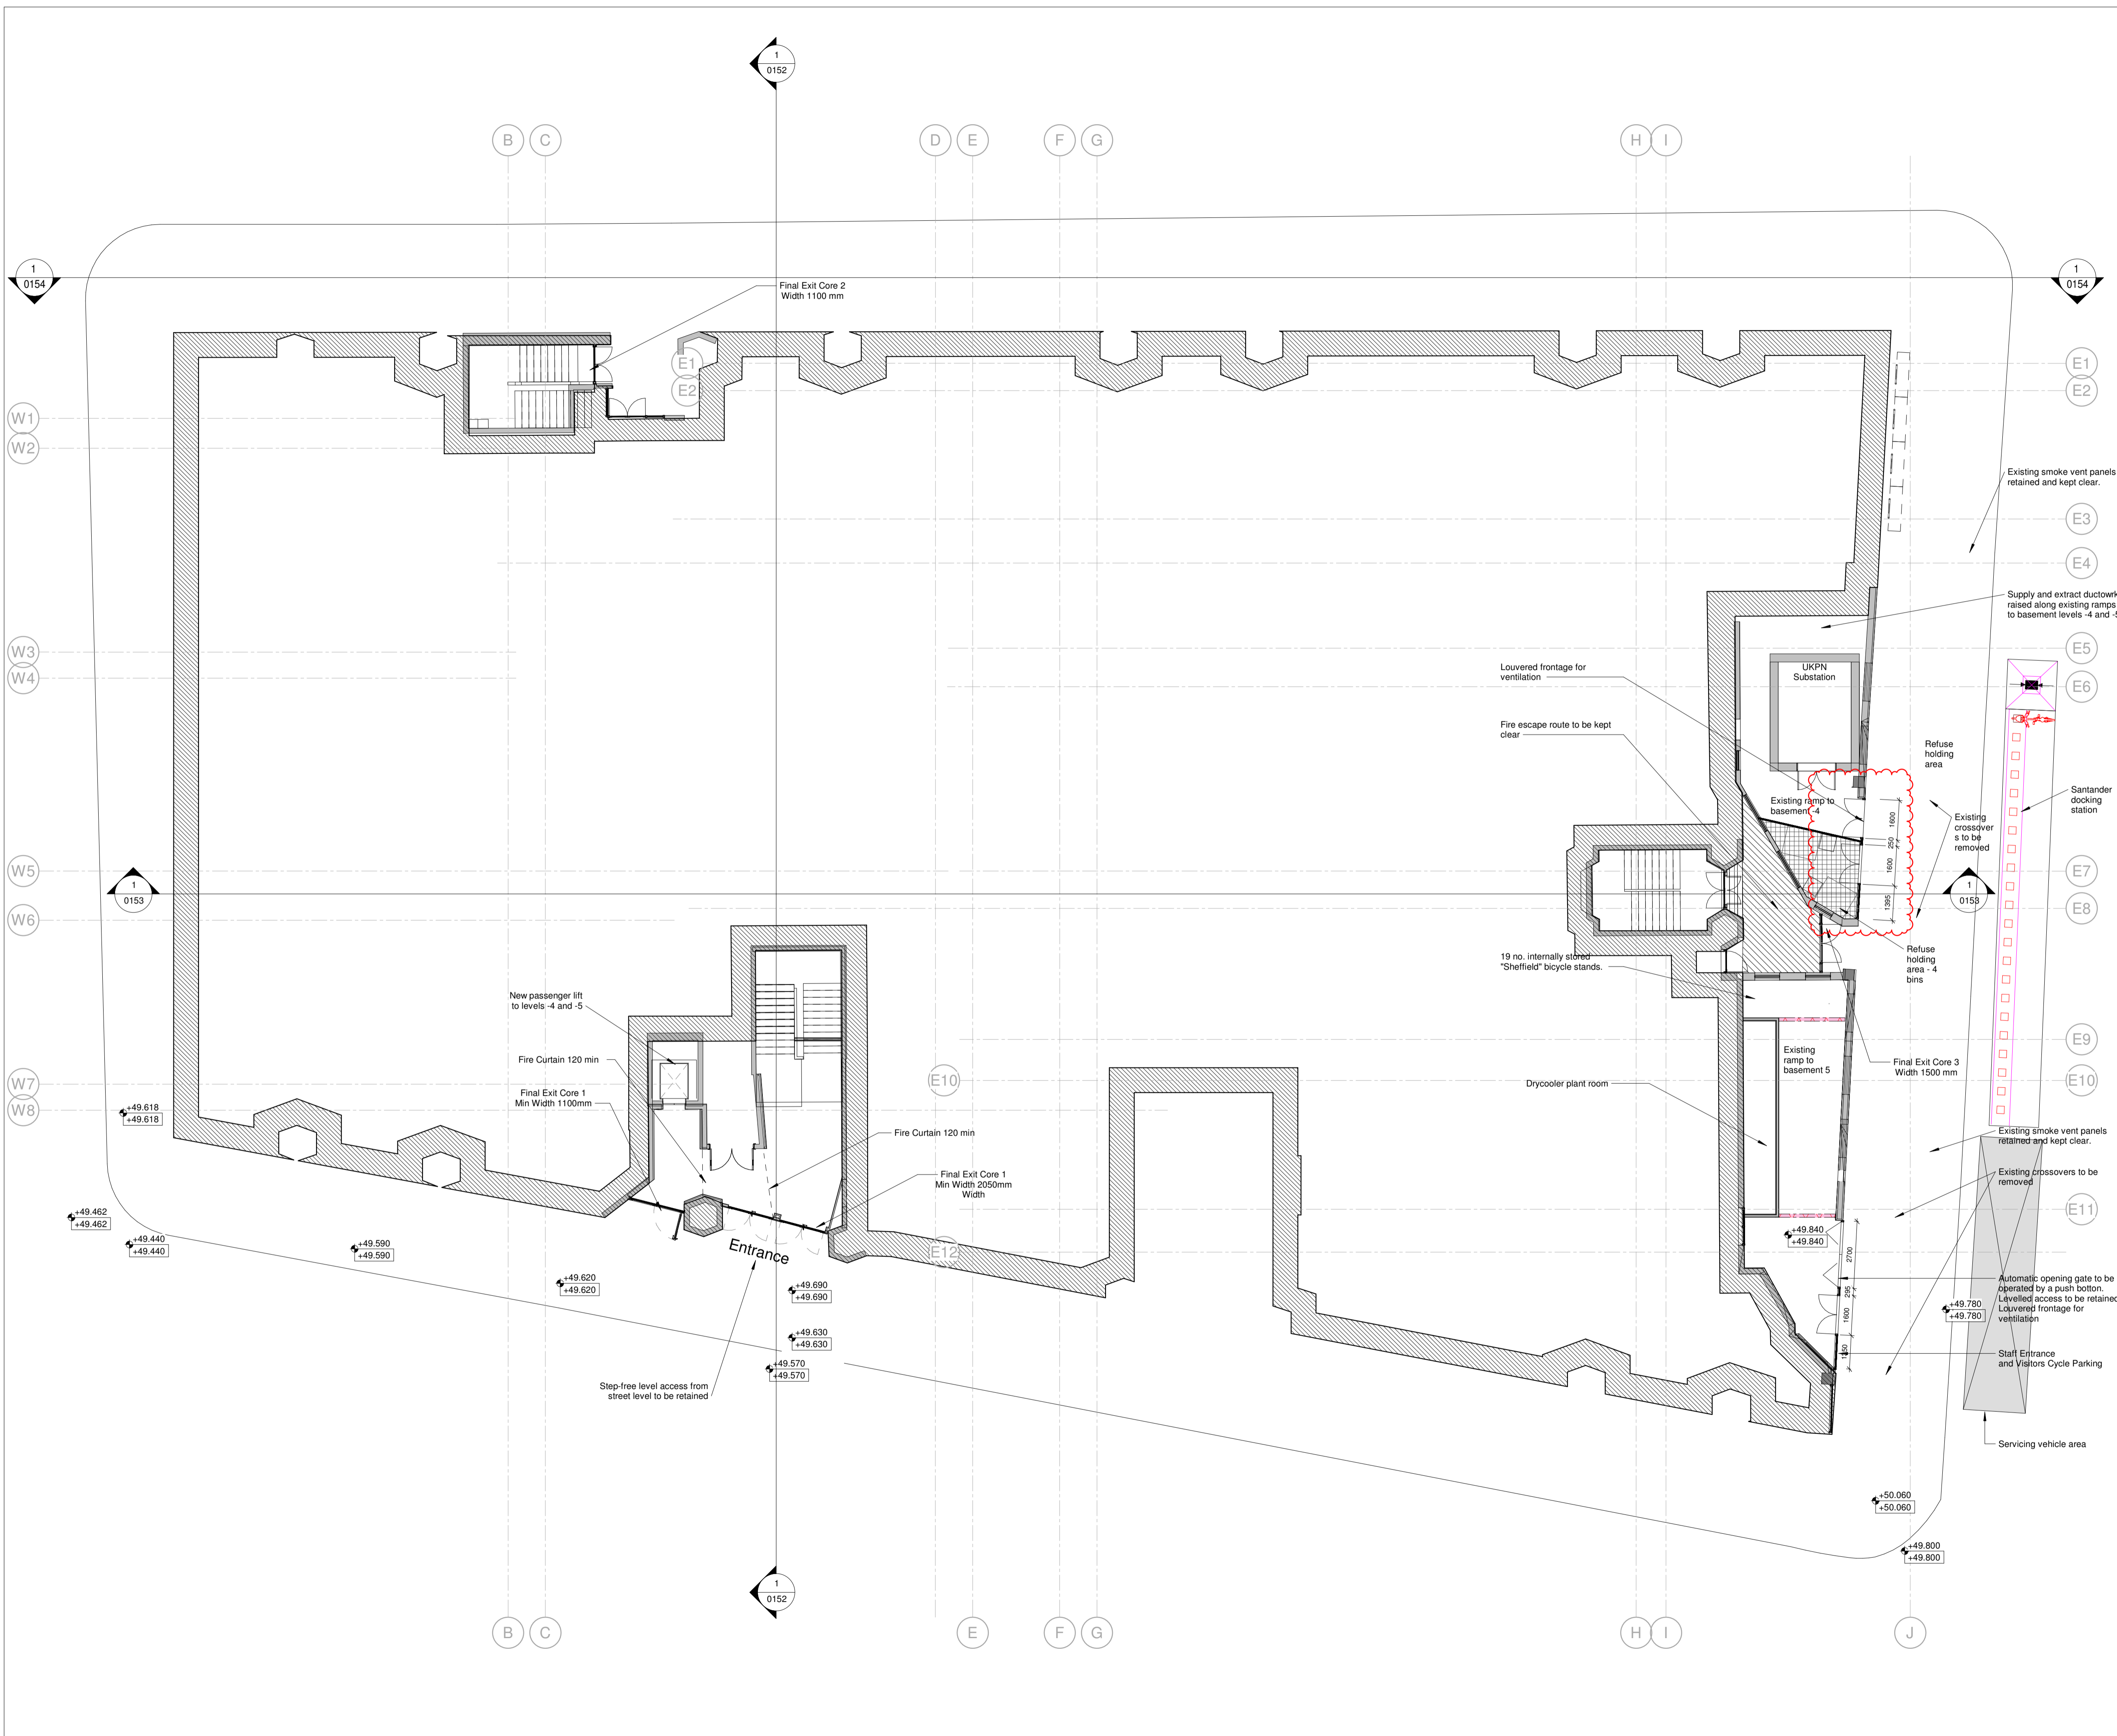 1
0152
B
C
D
E
F
G
H
I
1
0154
1
0154
Final Exit Core 2
Width 1100 mm
E1
E2
E1
E2
W1
W2
Existing smoke vent panels
retained and kept clear.
E3
E4
Supply and extract ductowrk
raised along existing ramps
to basement levels -4 and -5
W3
W4
E5
E6
Louvered frontage for
ventilation
UKPN
Substation
Fire escape route to be kept
clear
Refuse
holding
area
Santander
docking
station
Existing ramp to
basement -4
Existing
crossover
s to be
removed
1600
250
1600
1395
W5
E7
1
0153
1
0153
W6
E8
Refuse
holding
area - 4
bins
19 no. internally stored
"Sheffield" bicycle stands.
New passenger lift
to levels -4 and -5
Fire Curtain 120 min
Final Exit Core 1
Min Width 1100mm
E9
Existing
ramp to
basement 5
Final Exit Core 3
Width 1500 mm
W7
W8
E10
E10
Drycooler plant room
+49.618
+49.618
Fire Curtain 120 min
Existing smoke vent panels
retained and kept clear.
Final Exit Core 1
Min Width 2050mm
Width
Existing crossovers to be
removed
+49.462
+49.462
+49.440
+49.440
+49.590
+49.590
Entrance
E12
E11
+49.840
+49.840
2700
295
1600
+49.620
+49.620
+49.690
+49.690
Automatic opening gate to be
operated by a push botton.
Levelled access to be retained
Louvered frontage for
ventilation
+49.780
+49.780
+49.630
+49.630
+49.570
+49.570
Staff Entrance
and Visitors Cycle Parking
Step-free level access from
street level to be retained
Servicing vehicle area
+50.060
+50.060
+49.800
+49.800
1
0152
B
C
E
F
G
H
I
J